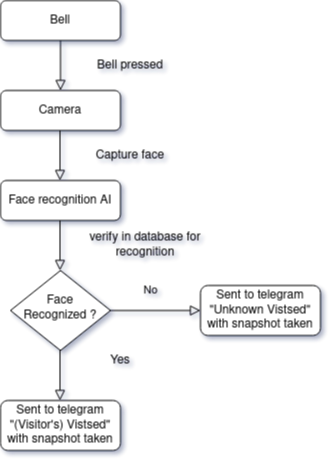 Bell
Bell pressed
Camera
Capture face
Face recognition AI
verify in database for
recognition
Face
Recognized ?
No
Sent to telegram
"Unknown Vistsed"
with snapshot taken
Yes
Sent to telegram
"(Visitor's) Vistsed"
with snapshot taken